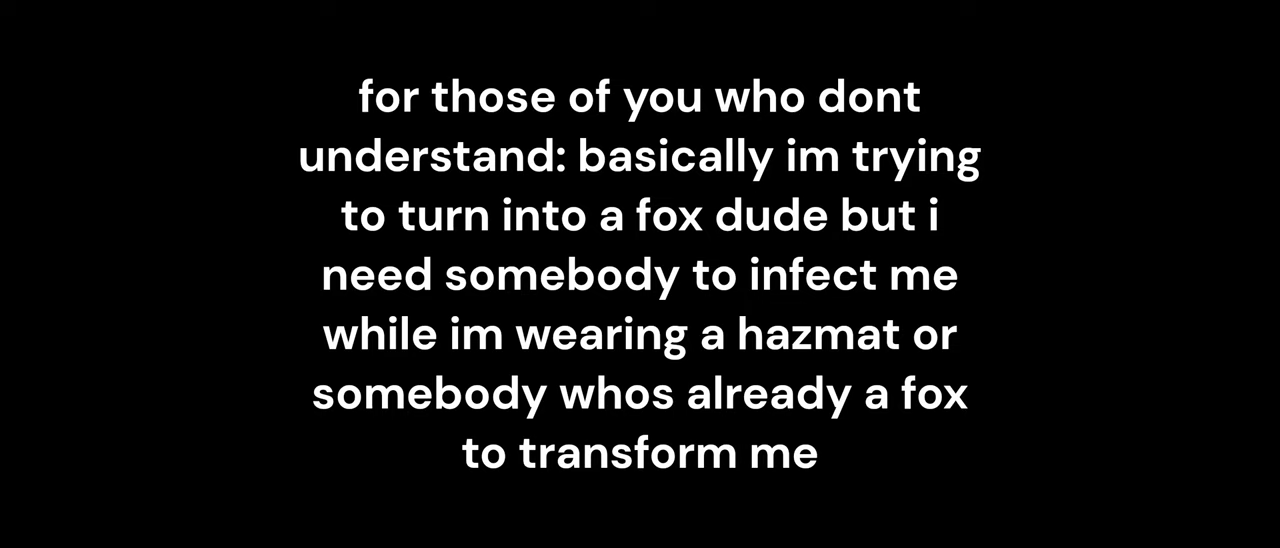 for those of you who dont
understand: basically im trying
to turn into a fox dude but i
need somebody to infect me
while im wearing a hazmat or
somebody whos already a fox
to transform me